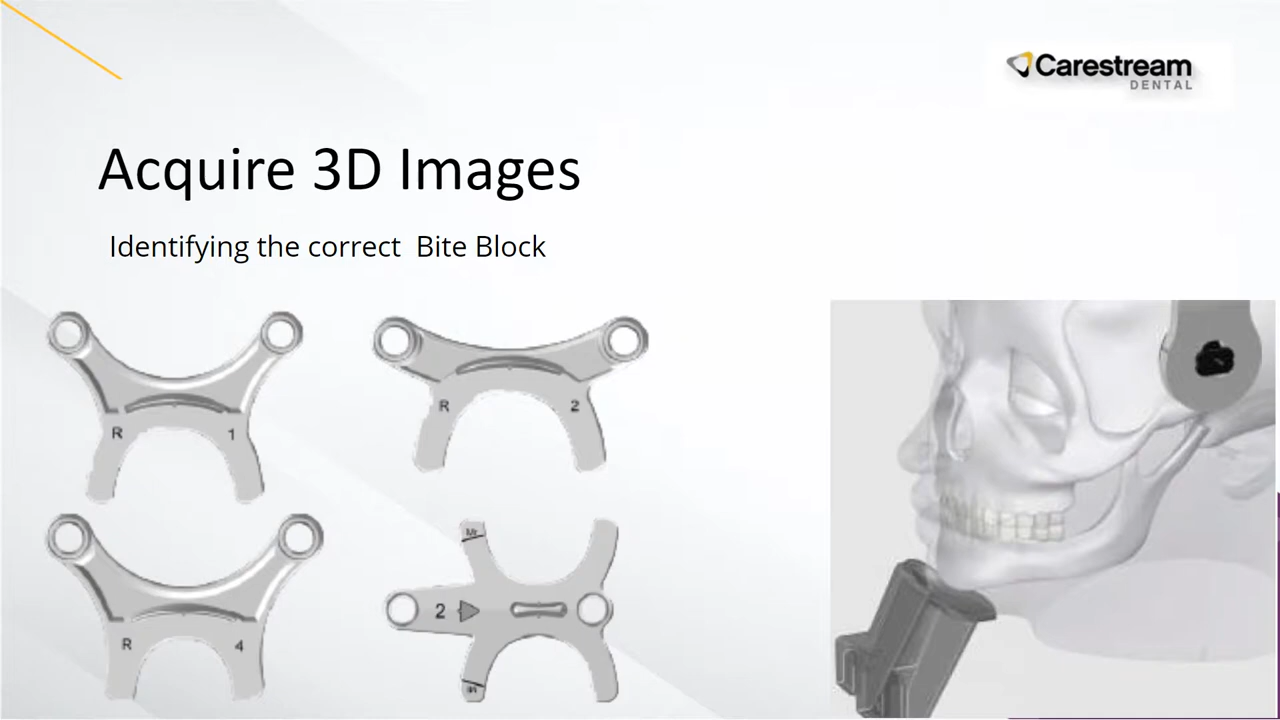 Carestream
DENTAL
Acquire 3D Images
Identifying the correct Bite Block
R 1
R 2
R 4
2